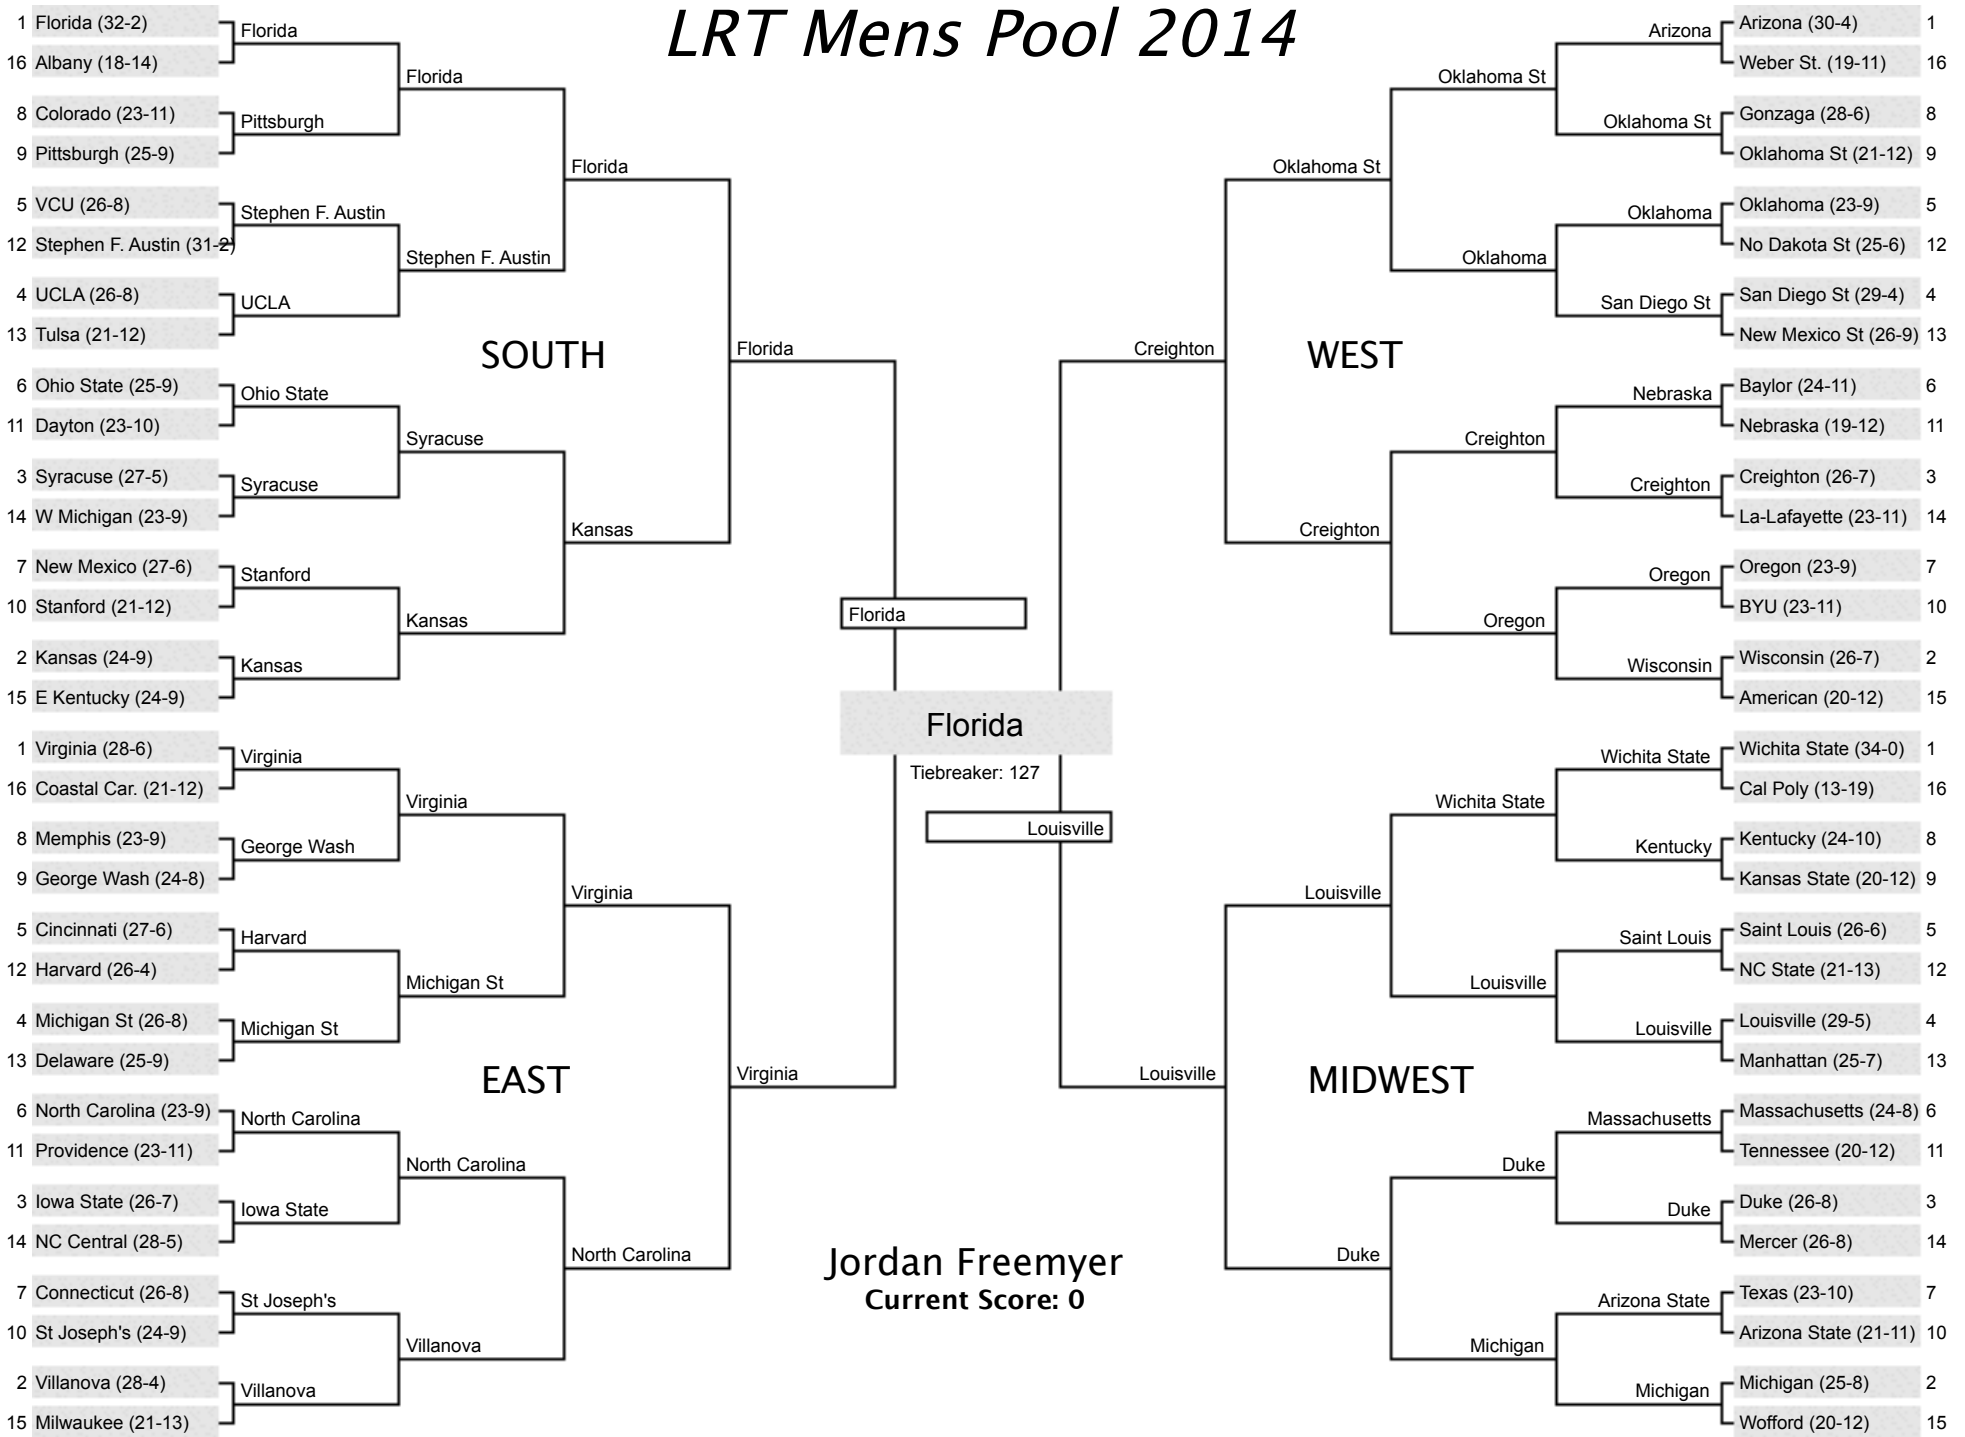 LRT Mens Pool 2014
1 Florida (32-2)
16 Albany (18-14)
8 Colorado (23-11)
9 Pittsburgh (25-9)
5 VCU (26-8)
12 Stephen F. Austin (31-2)
4 UCLA (26-8)
13 Tulsa (21-12)
6 Ohio State (25-9)
11 Dayton (23-10)
3 Syracuse (27-5)
14 W Michigan (23-9)
7 New Mexico (27-6)
10 Stanford (21-12)
2 Kansas (24-9)
15 E Kentucky (24-9)
Florida
Pittsburgh
Stephen F. Austin
UCLA
Ohio State
Syracuse
Stanford
Kansas
Florida
Stephen F. Austin
Syracuse
Kansas
Florida
Kansas
SOUTH
Florida
1 Virginia (28-6)
16 Coastal Car. (21-12)
8 Memphis (23-9)
9 George Wash (24-8)
5 Cincinnati (27-6)
12 Harvard (26-4)
4 Michigan St (26-8)
13 Delaware (25-9)
6 North Carolina (23-9)
11 Providence (23-11)
3 Iowa State (26-7)
14 NC Central (28-5)
7 Connecticut (26-8)
10 St Joseph's (24-9)
2 Villanova (28-4)
15 Milwaukee (21-13)
Virginia
George Wash
Harvard
Michigan St
North Carolina
Iowa State
St Joseph's
Villanova
Virginia
Michigan St
North Carolina
Villanova
Virginia
North Carolina
EAST
Virginia
Florida
Florida
Tiebreaker: 127
Louisville
Jordan Freemyer
Current Score: 0
Creighton
WEST
Oklahoma St
Creighton
Oklahoma St
Oklahoma
Creighton
Oregon
Arizona
Oklahoma St
Oklahoma
San Diego St
Nebraska
Creighton
Oregon
Wisconsin
Arizona (30-4) 1
Weber St. (19-11) 16
Gonzaga (28-6) 8
Oklahoma St (21-12) 9
Oklahoma (23-9) 5
No Dakota St (25-6) 12
San Diego St (29-4) 4
New Mexico St (26-9) 13
Baylor (24-11) 6
Nebraska (19-12) 11
Creighton (26-7) 3
La-Lafayette (23-11) 14
Oregon (23-9) 7
BYU (23-11) 10
Wisconsin (26-7) 2
American (20-12) 15
Louisville
MIDWEST
Louisville
Duke
Wichita State
Louisville
Duke
Michigan
Wichita State
Kentucky
Saint Louis
Louisville
Massachusetts
Duke
Arizona State
Michigan
Wichita State (34-0) 1
Cal Poly (13-19) 16
Kentucky (24-10) 8
Kansas State (20-12) 9
Saint Louis (26-6) 5
NC State (21-13) 12
Louisville (29-5) 4
Manhattan (25-7) 13
Massachusetts (24-8) 6
Tennessee (20-12) 11
Duke (26-8) 3
Mercer (26-8) 14
Texas (23-10) 7
Arizona State (21-11) 10
Michigan (25-8) 2
Wofford (20-12) 15